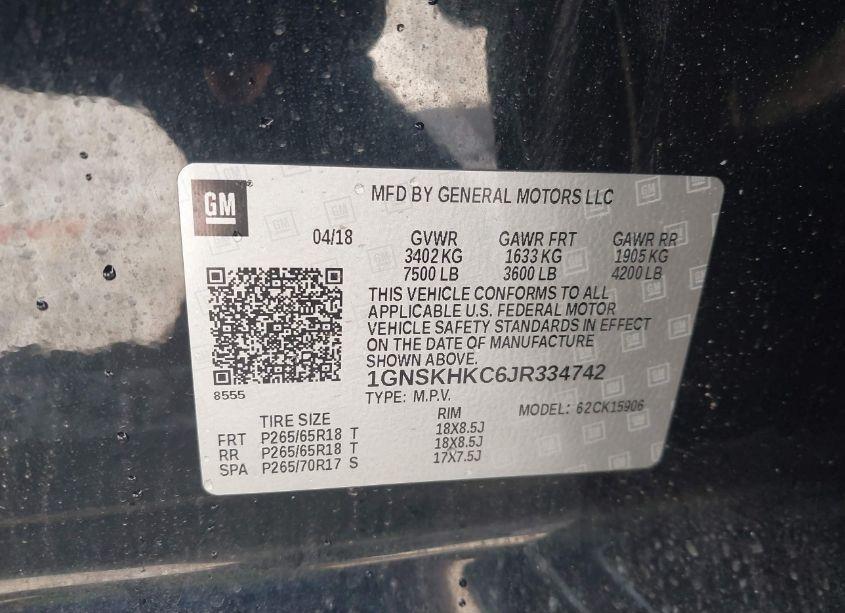 GM
MFD BY GENERAL MOTORS LLC
04/18 GVWR GAWR FRT GAWR RR
3402 KG 1633 KG 1905 KG
7500 LB 3600 LB 4200 LB
THIS VEHICLE CONFORMS TO ALL
APPLICABLE U.S. FEDERAL MOTOR
VEHICLE SAFETY STANDARDS IN EFFECT
ON THE DATE OF MANUFACTURE
SHOWN ABOVE.
8555
1GNSKHKC6JR334742
TYPE: M.P.V. MODEL: 62CK15906
TIRE SIZE RIM
FRT P265/65R18 T 18X8.5J
RR P265/65R18 T 18X8.5J
SPA P265/70R17 S 17X7.5J